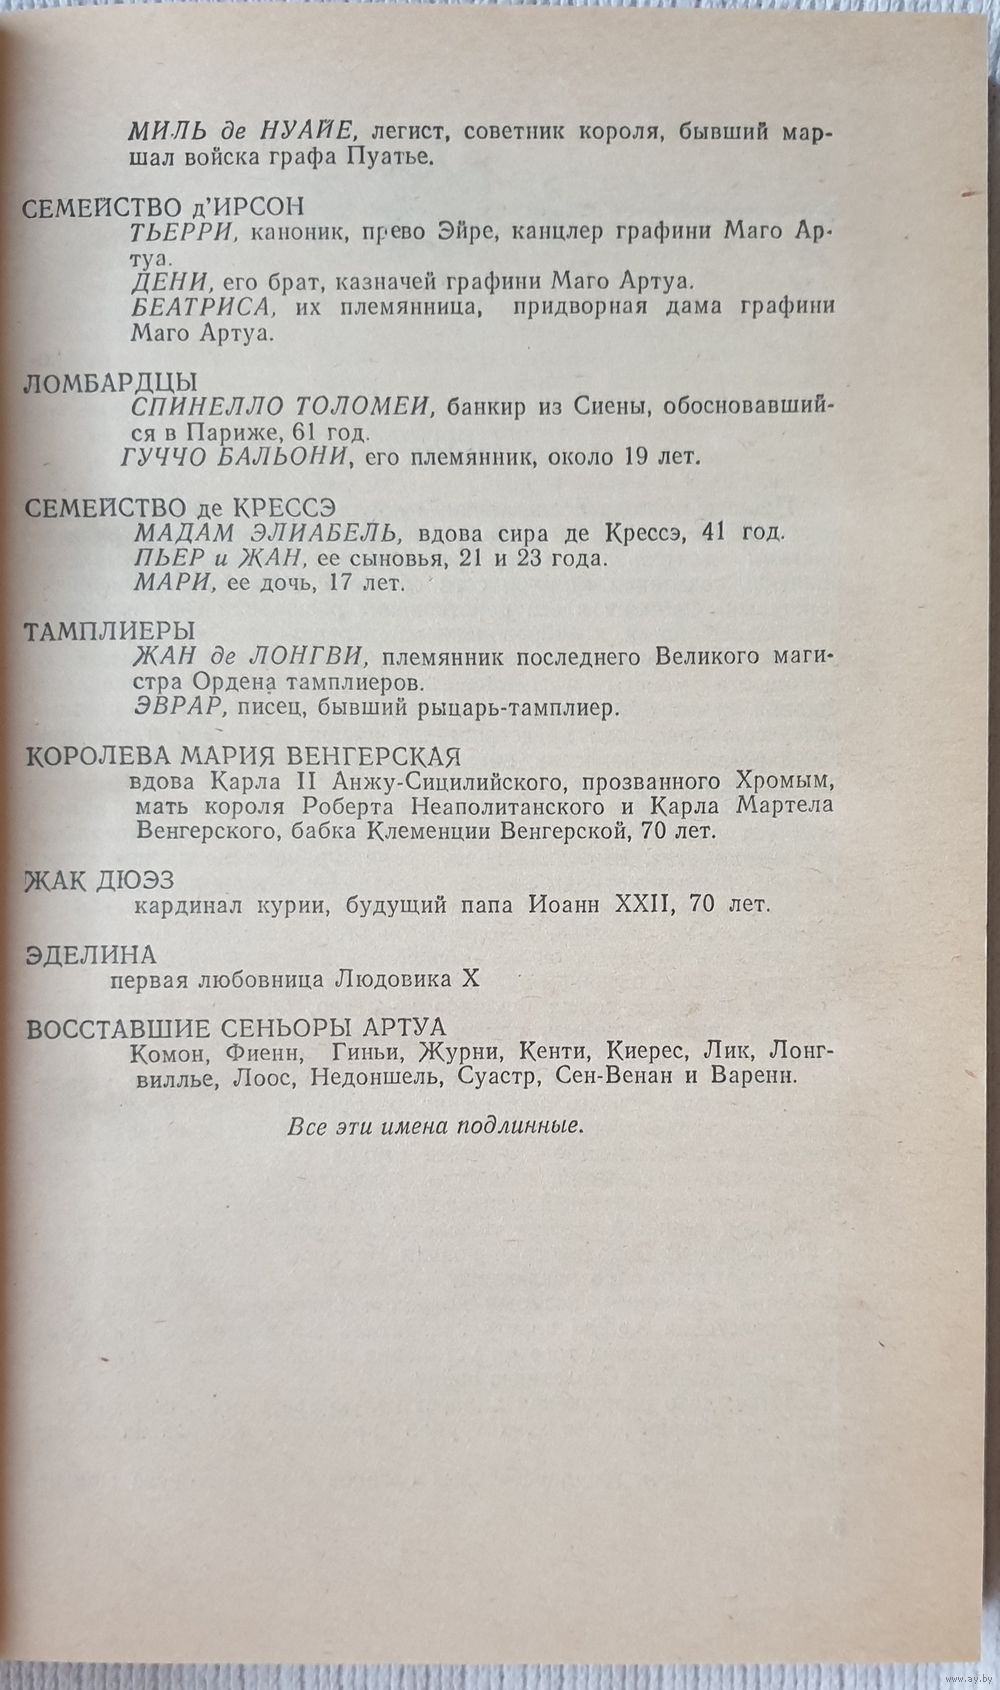 МИЛЬ де НУАЙЕ, легист, советник короля, бывший мар-
шал войска графа Пуатье.
СЕМЕЙСТВО д'ИРСОН
ТЬЕРРИ, каноник, прево Эйре, канцлер графини Маго Ар-
туа.
ДЕНИ, его брат, казначей графини Маго Артуа.
БЕАТРИСА, их племянница, придворная дама графини
Маго Артуа.
ЛОМБАРДЦЫ
СПИНЕЛЛО ТОЛОМЕИ, банкир из Сиены, обосновавший-
ся в Париже, 61 год.
ГУЧЧО БАЛЬОНИ, его племянник, около 19 лет.
СЕМЕЙСТВО де КРЕССЭ
МАДАМ ЭЛИАБЕЛЬ, вдова сира де Крессэ, 41 год.
ПЬЕР и ЖАН, ее сыновья, 21 и 23 года.
МАРИ, ее дочь, 17 лет.
ТАМПЛИЕРЫ
ЖАН де ЛОНГВИ, племянник последнего Великого маги-
стра Ордена тамплиеров.
ЭВРАР, писец, бывший рыцарь-тамплиер.
КОРОЛЕВА МАРИЯ ВЕНГЕРСКАЯ
вдова Карла II Анжу-Сицилийского, прозванного Хромым,
мать короля Роберта Неаполитанского и Карла Мартела
Венгерского, бабка Клеменции Венгерской, 70 лет.
ЖАК ДЮЭЗ
кардинал курии, будущий папа Иоанн XXII, 70 лет.
ЭДЕЛИНА
первая любовница Людовика X
ВОССТАВШИЕ СЕНЬОРЫ АРТУА
Комон, Фиенн, Гиньи, Журни, Кенти, Киерес, Лик, Лонг-
виллье, Лоос, Недоншель, Суастр, Сен-Венан и Варенн.
Все эти имена подлинные.
www.ay.by